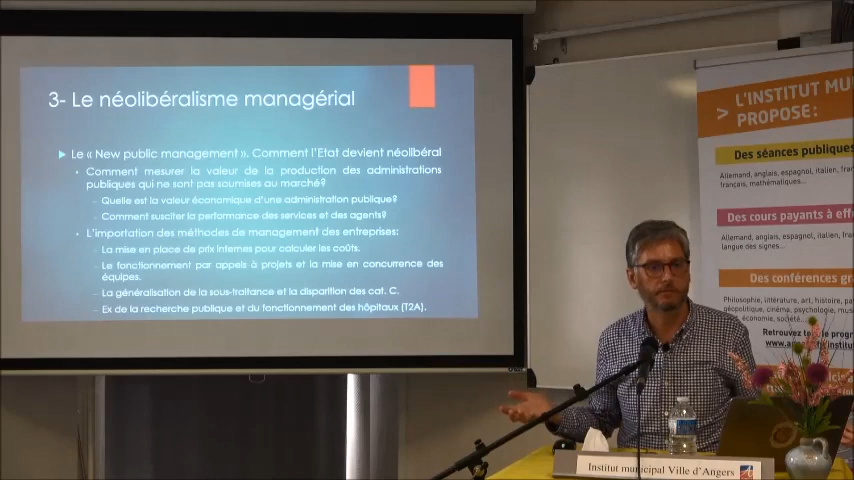 3- Le néolibéralisme managérial
Le « New public management ». Comment l'Etat devient néolibéral
Comment mesurer la valeur de la production des administrations
publiques qui ne sont pas soumises au marché?
Quelle est la valeur économique d'une administration publique?
Comment susciter la performance des services et des agents?
L'importation des méthodes de management des entreprises:
La mise en place de prix internes pour calculer les coûts.
Le fonctionnement par appels à projets et la mise en concurrence des
équipes.
La généralisation de la sous-traitance et la disparition des cat. C.
Ex de la recherche publique et du fonctionnement des hôpitaux (T2A).
> L'INSTITUT MU
PROPOSE:
Des séances publiques
Allemand, anglais, espagnol, italien,
français, mathématiques...
Des cours payants à eff
Allemand, anglais, espagnol, italien,
langue des signes...
Des conférences gra
Philosophie, littérature, art, histoire,
géopolitique, cinéma, psychologie, mus
économie, société...
Retrouvez le progr
www.
Institut municipal Ville d'Angers